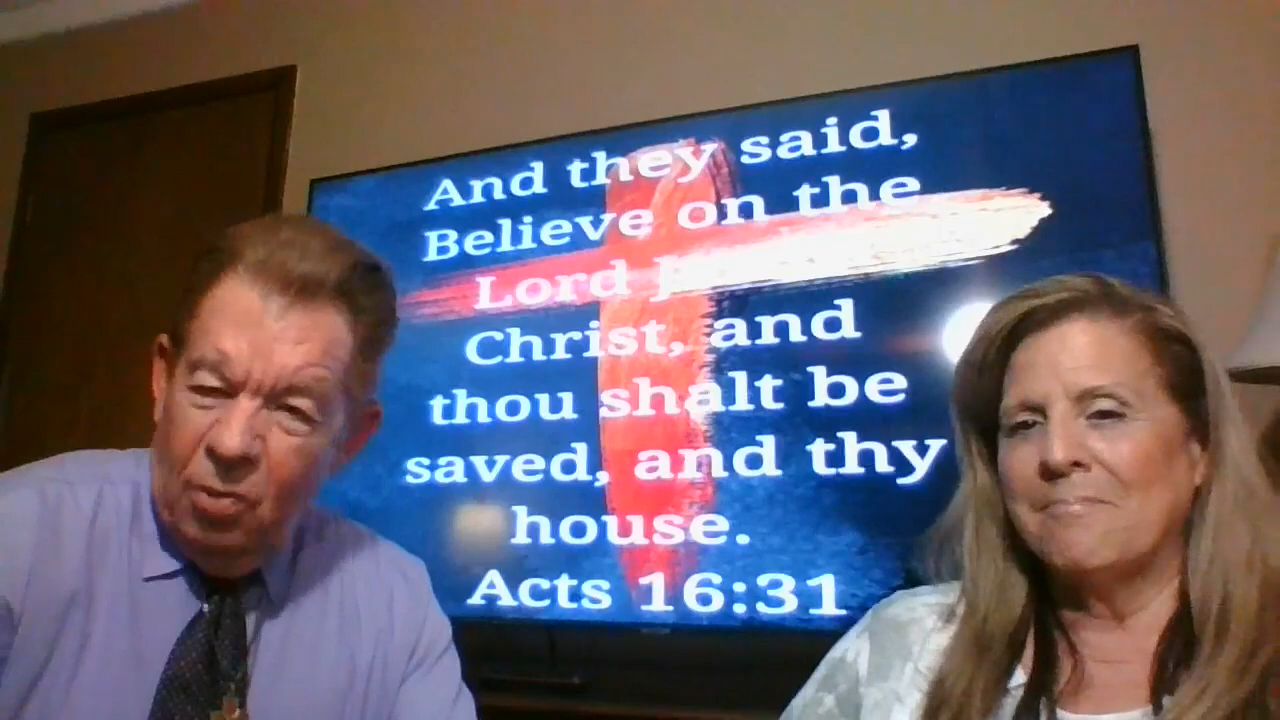 And they said,
Believe on the
Lord
Christ, and
thou shalt be
saved, and thy
house.
Acts 16:31